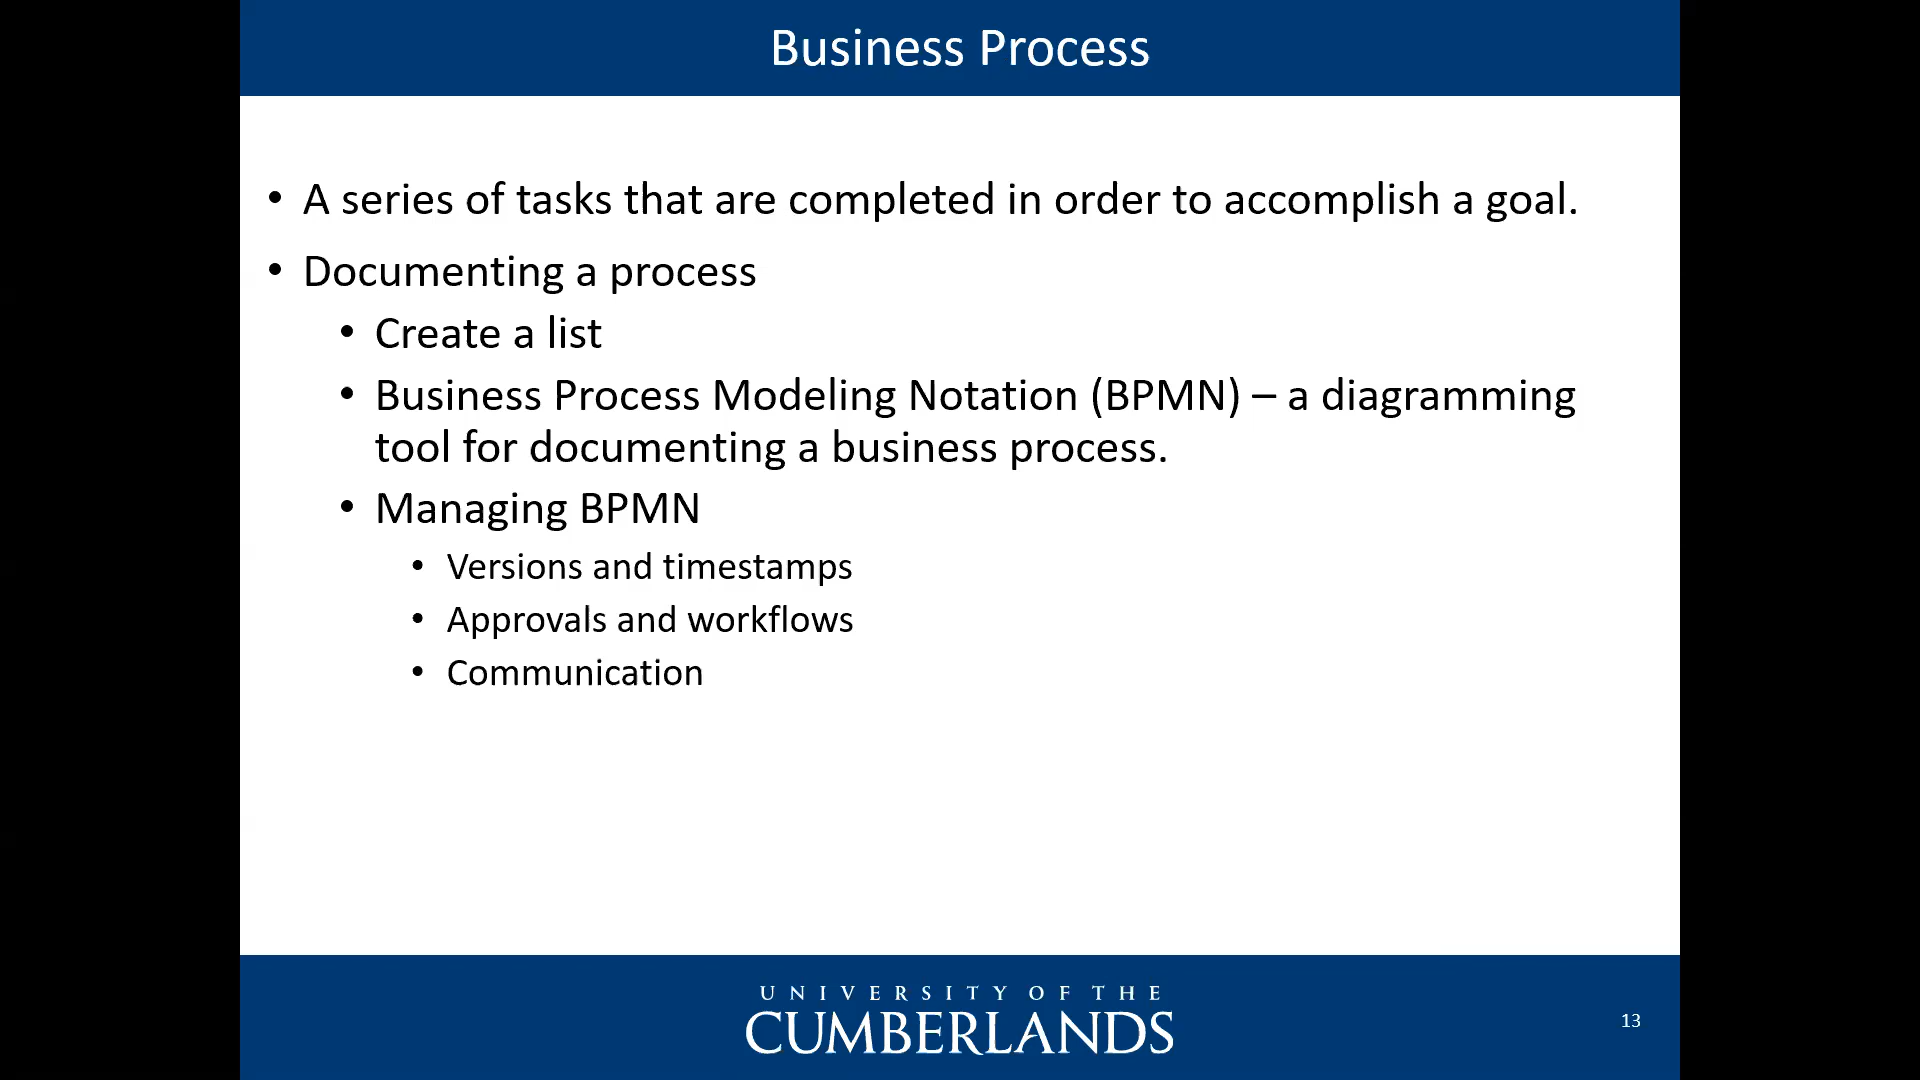 Business Process
• A series of tasks that are completed in order to accomplish a goal.
• Documenting a process
• Create a list
• Business Process Modeling Notation (BPMN) – a diagramming
tool for documenting a business process.
• Managing BPMN
• Versions and timestamps
• Approvals and workflows
• Communication
UNIVERSITY OF THE
CUMBERLANDS
13